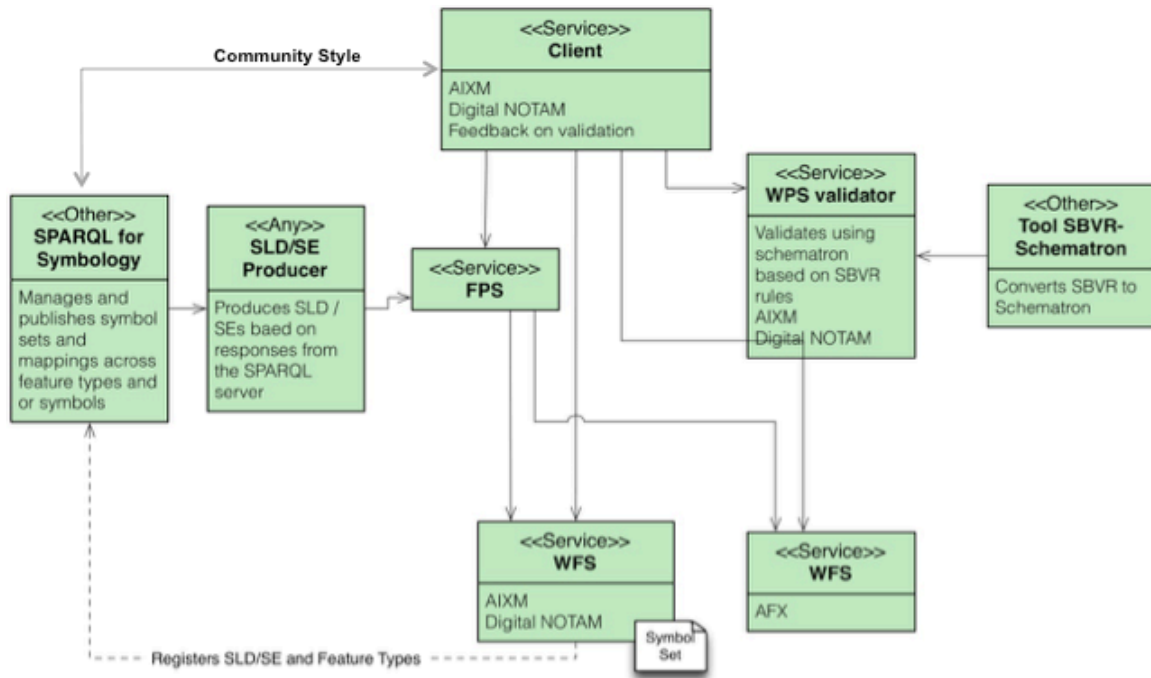 Community Style
<<Service>>
Client
AIXM
Digital NOTAM
Feedback on validation
<<Other>>
SPARQL for
Symbology
Manages and
publishes symbol
sets and
mappings across
feature types and
or symbols
<<Any>>
SLD/SE
Producer
Produces SLD /
SEs baed on
responses from
the SPARQL
server
<<Service>>
FPS
<<Service>>
WPS validator
Validates using
schematron
based on SBVR
rules
AIXM
Digital NOTAM
<<Other>>
Tool SBVR-
Schematron
Converts SBVR to
Schematron
<<Service>>
WFS
AIXM
Digital NOTAM
Symbol
Set
<<Service>>
WFS
AFX
Registers SLD/SE and Feature Types